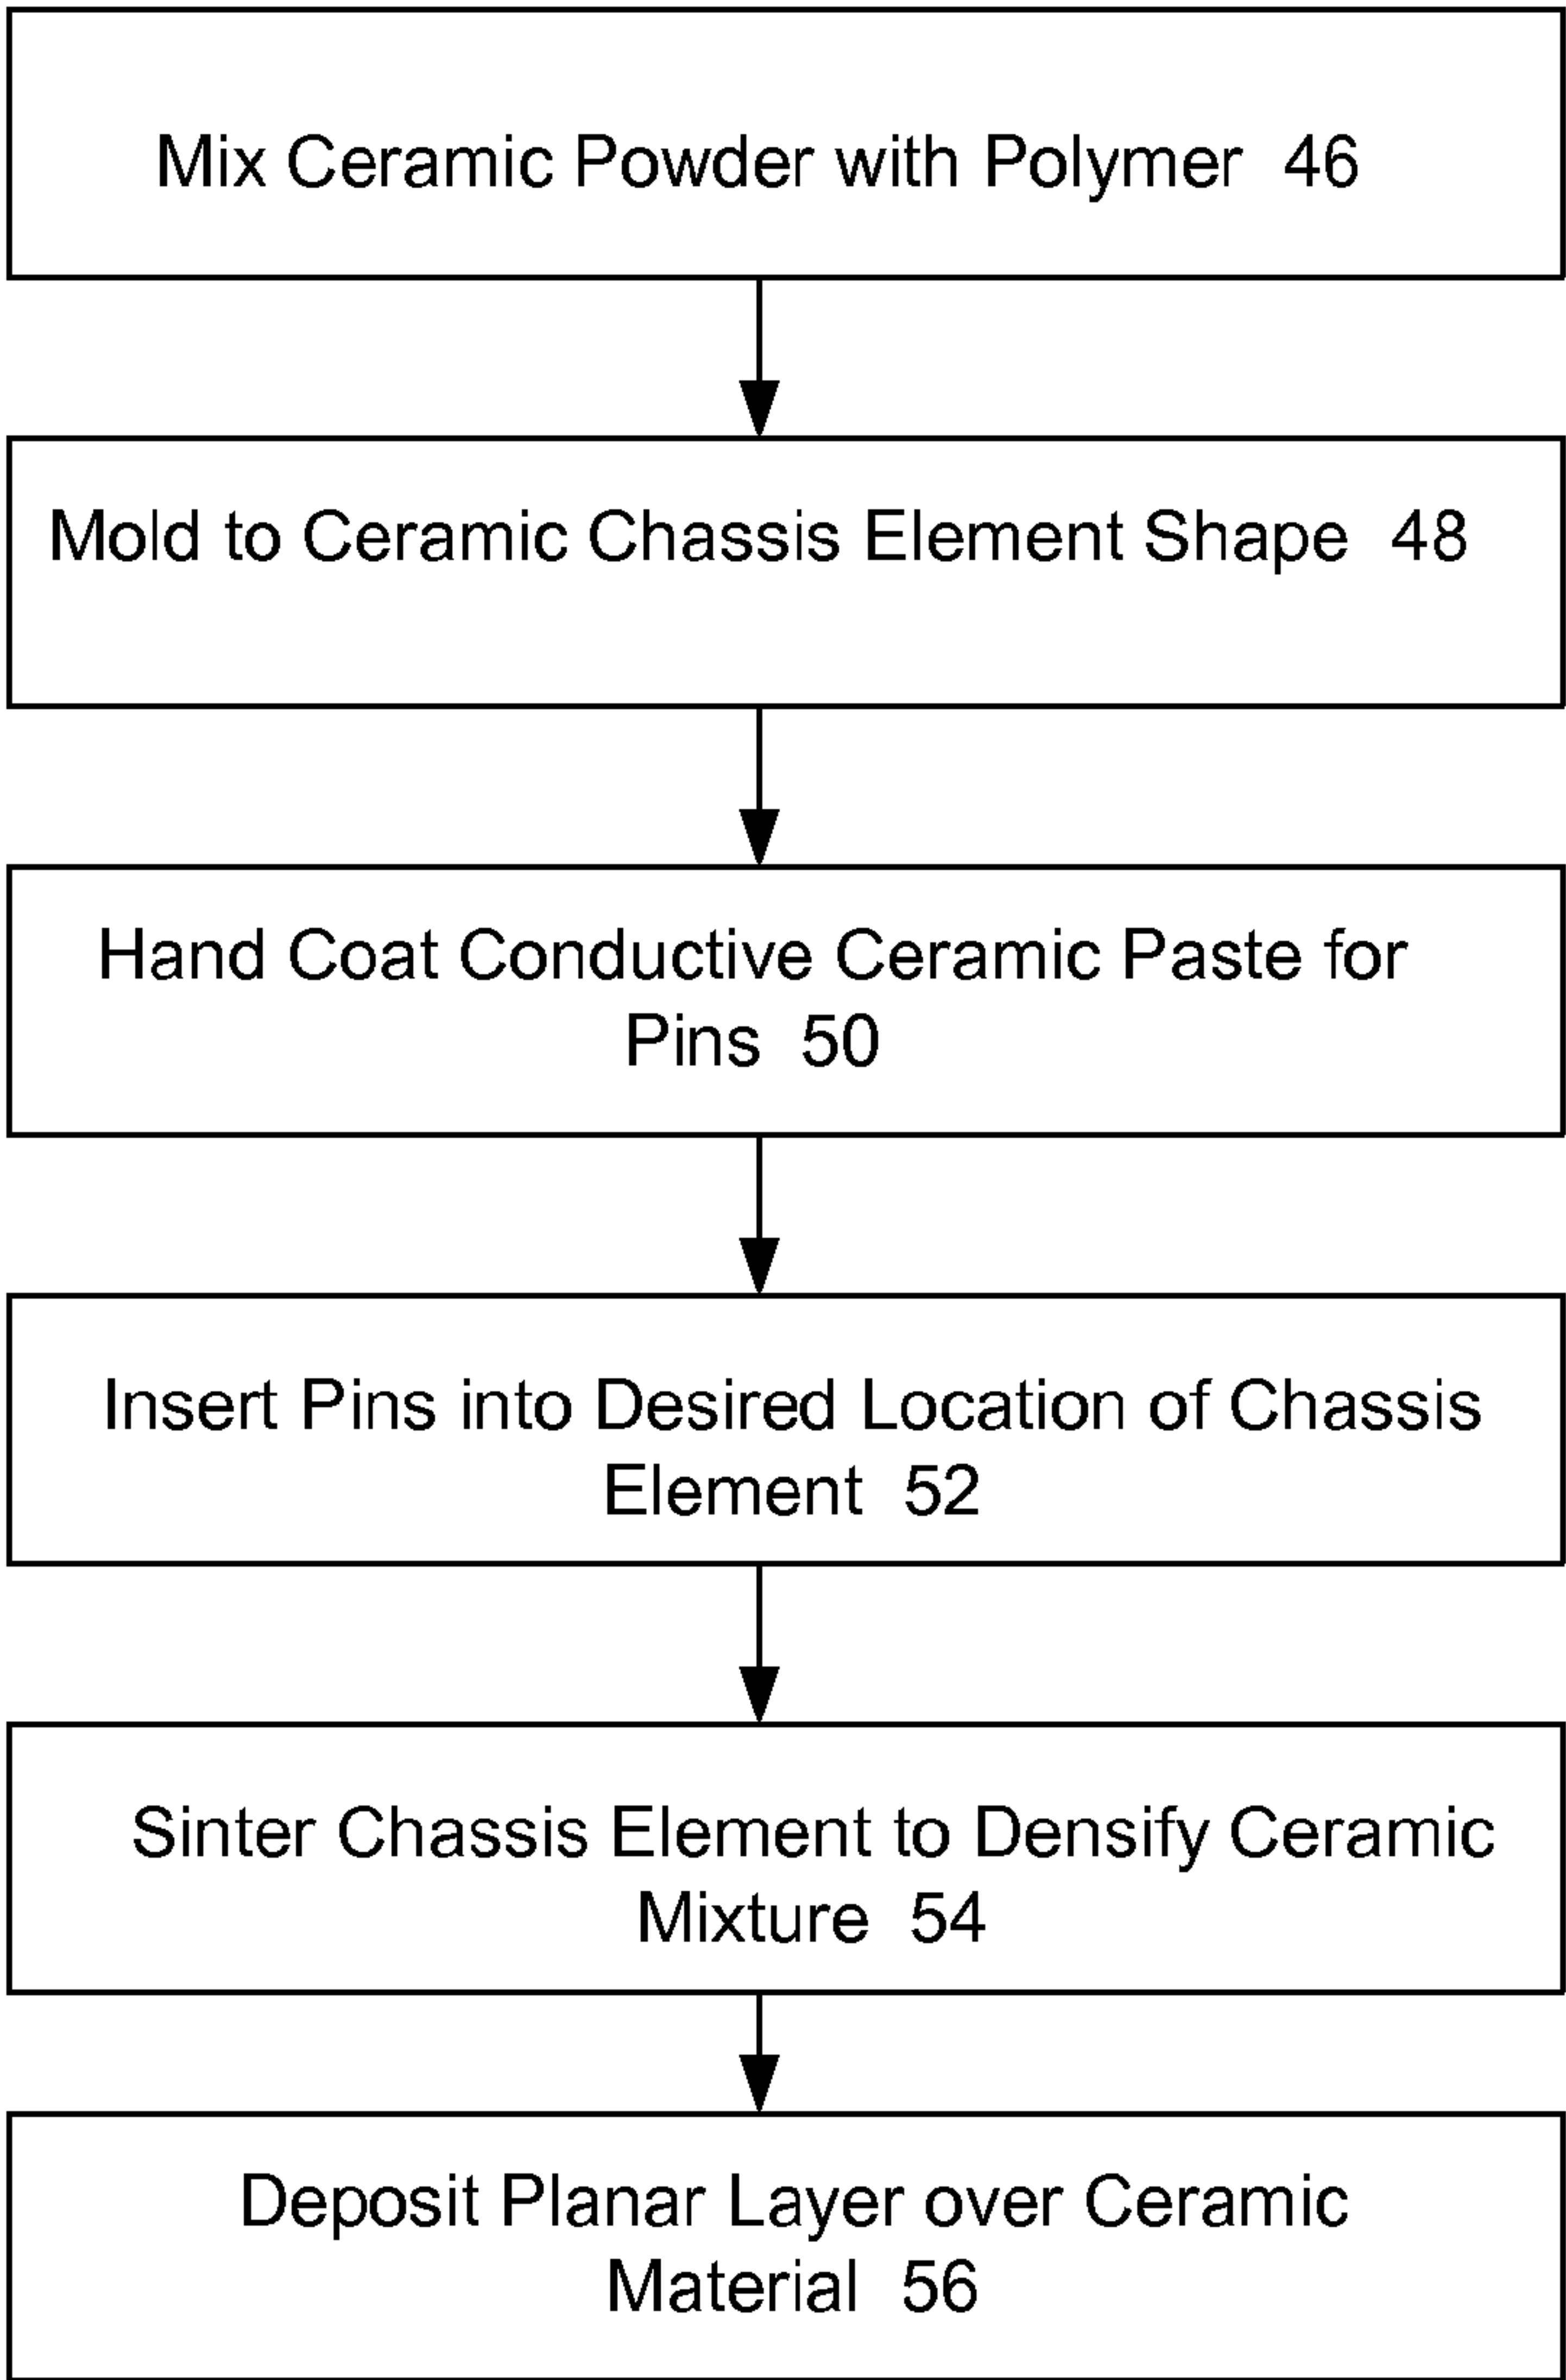 Mix Ceramic Powder with Polymer 46
Mold to Ceramic Chassis Element Shape 48
Hand Coat Conductive Ceramic Paste for
Pins 50
Insert Pins into Desired Location of Chassis
Element 52
Sinter Chassis Element to Densify Ceramic
Mixture 54
Deposit Planar Layer over Ceramic
Material 56